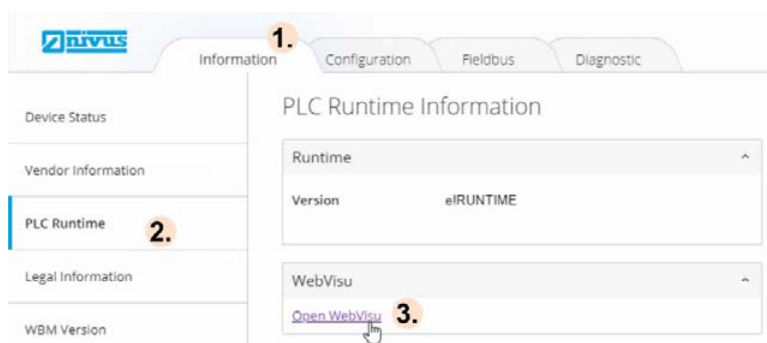 nivus
1.
Information
Configuration
Fieldbus
Diagnostic
Device Status
Vendor Information
PLC Runtime
2.
Legal Information
WBM Version
PLC Runtime Information
Runtime
Version
e!RUNTIME
WebVisu
Open WebVisu
3.